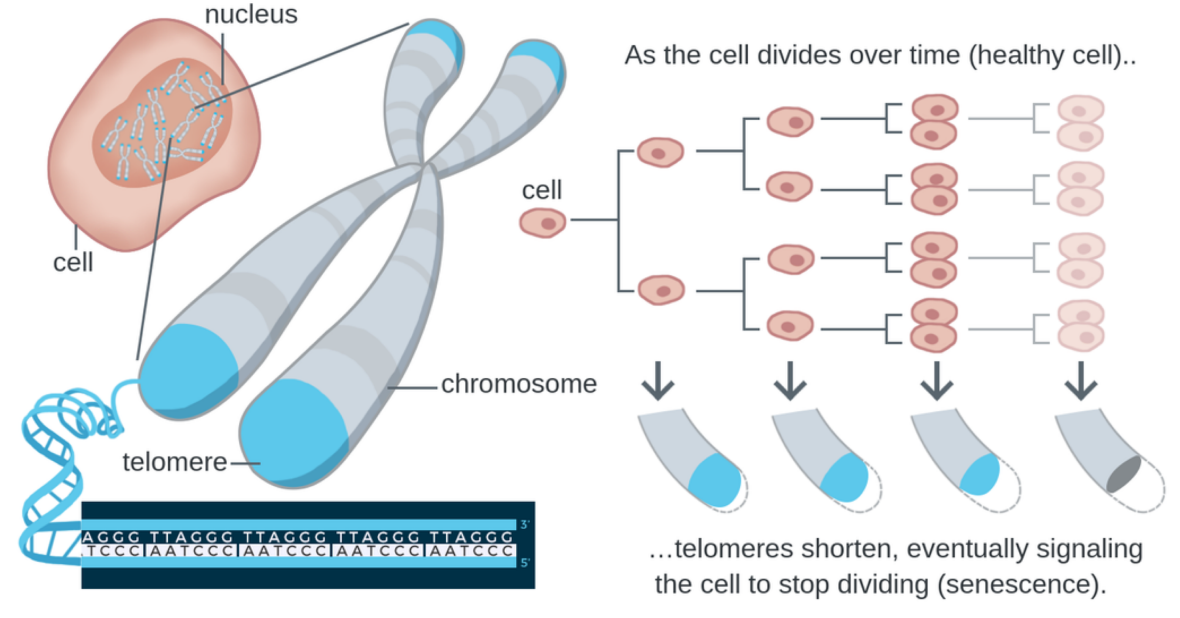 nucleus
As the cell divides over time (healthy cell)..
cell
cell
chromosome
telomere
3'
AGGG TTAGGG TTAGGG TTAGGG TTAGGG
TCCC AATCCC AATCCC AATCCC AATCCC
5'
...telomeres shorten, eventually signaling
the cell to stop dividing (senescence).